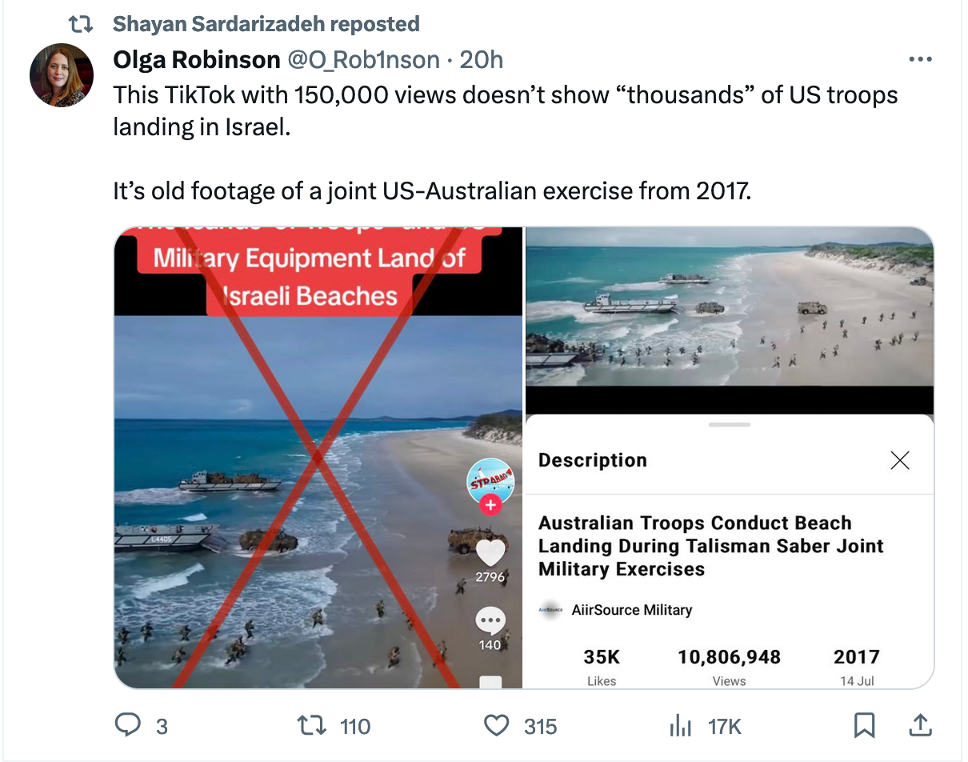 Shayan Sardarizadeh reposted
Olga Robinson @O_Rob1nson · 20h
This TikTok with 150,000 views doesn’t show “thousands” of US troops
landing in Israel.
It’s old footage of a joint US-Australian exercise from 2017.
Military Equipment Land of
Israeli Beaches
L4405
STRABAG
2796
140
Description
Australian Troops Conduct Beach
Landing During Talisman Saber Joint
Military Exercises
AiirSource Military
35K 10,806,948 2017
Likes Views 14 Jul
3 110 315 17K